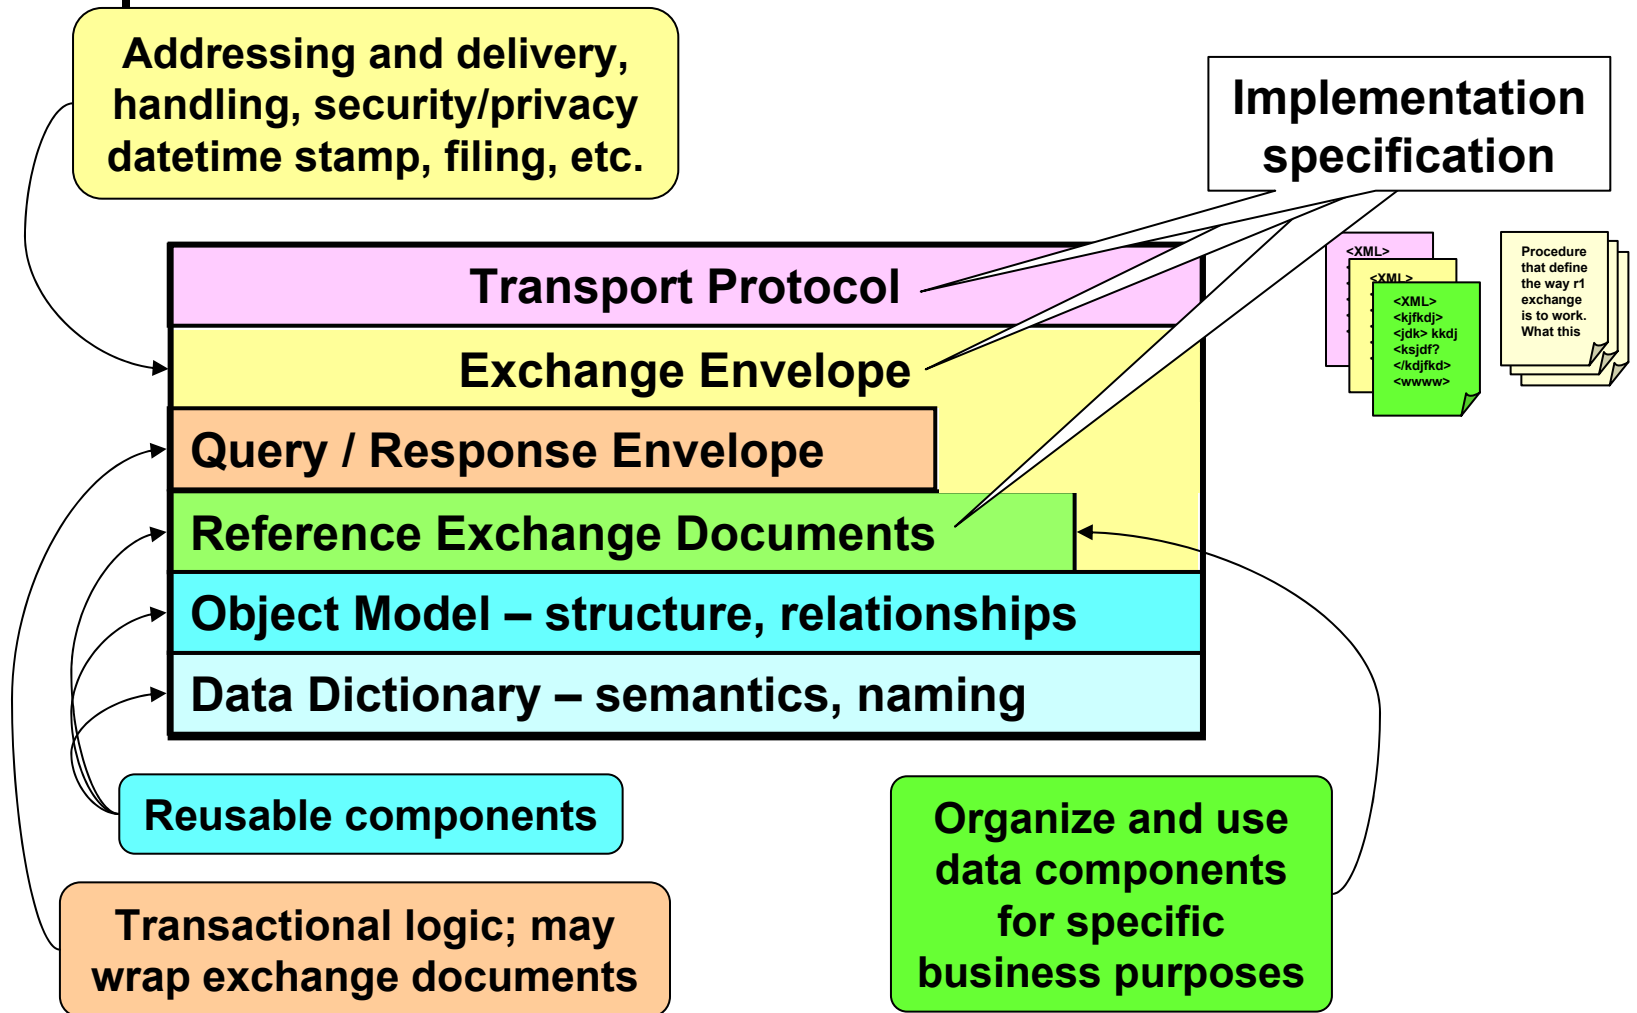 Addressing and delivery,
handling, security/privacy
datetime stamp, filing, etc.
Implementation
specification
Transport Protocol
Exchange Envelope
Query / Response Envelope
Reference Exchange Documents
Object Model – structure, relationships
Data Dictionary – semantics, naming
<XML>
<XML>
<XML>
<kjfkdj>
<jdk> kkdj
<ksjdf?
</kdjfkd>
<wwww>
Procedure
that define
the way r1
exchange
is to work.
What this
Reusable components
Transactional logic; may
wrap exchange documents
Organize and use
data components
for specific
business purposes